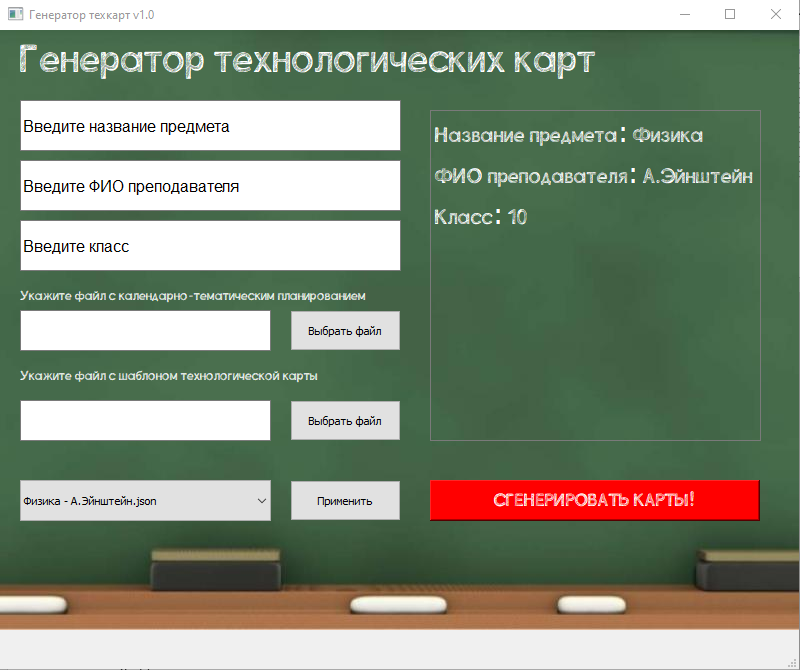 Генератор техкарт v1.0
Генератор технологических карт
Введите название предмета
Введите ФИО преподавателя
Введите класс
Укажите файл с календарно-тематическим планированием
Выбрать файл
Укажите файл с шаблоном технологической карты
Выбрать файл
Физика - А.Эйнштейн.json
Применить
Название предмета: Физика
ФИО преподавателя: А.Эйнштейн
Класс: 10
СГЕНЕРИРОВАТЬ КАРТЫ!